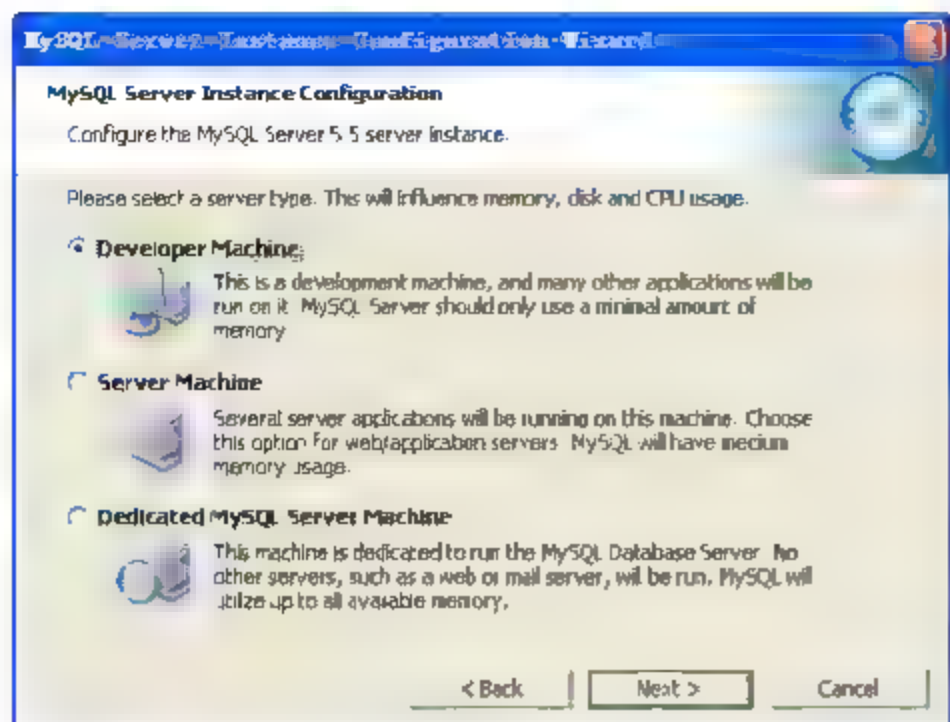 MySQL Server Instance Configuration Wizard
MySQL Server Instance Configuration
Configure the MySQL Server 5.5 server instance.
Please select a server type. This will influence memory, disk and CPU usage.
Developer Machine
This is a development machine, and many other applications will be
run on it. MySQL Server should only use a minimal amount of
memory.
Server Machine
Several server applications will be running on this machine. Choose
this option for web/application servers. MySQL will have medium
memory usage.
Dedicated MySQL Server Machine
This machine is dedicated to run the MySQL Database Server. No
other servers, such as a web or mail server, will be run. MySQL will
utilize up to all available memory.
< Back
Next >
Cancel